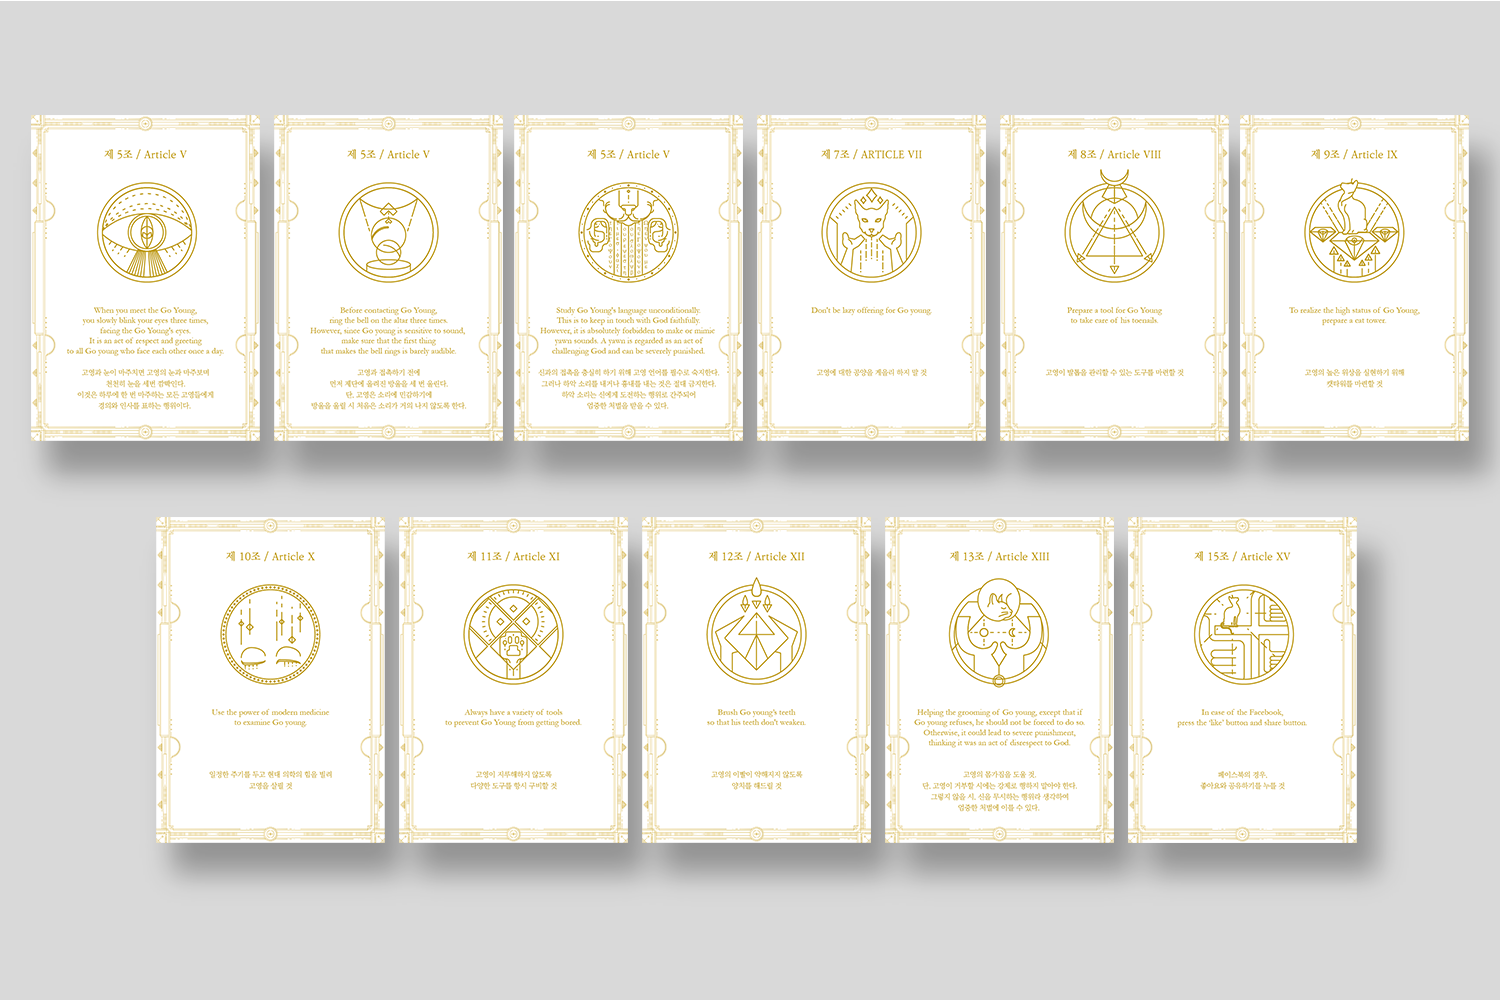 제 5조 / Article V
When you meet the Go Young,
you slowly blink your eyes three times,
facing the Go Young's eyes.
It is an act of respect and greeting
to all Go young who face each other once a day.
고영과 눈이 마주치면 고영의 눈과 마주보며
천천히 눈을 세번 깜빡인다.
이것은 하루에 한 번 마주하는 모든 고영들에게
경의와 인사를 표하는 행위이다.
제 5조 / Article V
Before contacting Go Young,
ring the bell on the altar three times.
However, since Go young is sensitive to sound,
make sure that the first thing
that makes the bell rings is barely audible.
고영과 접촉하기 전에
먼저 제단에 올려진 방울을 세 번 울린다.
단, 고영은 소리에 민감하기에
방울을 울릴 시 처음은 소리가 거의 나지 않도록 한다.
제 5조 / Article V
Study Go Young's language unconditionally.
This is to keep in touch with God faithfully.
However, it is absolutely forbidden to make or mimic
yawn sounds. A yawn is regarded as an act of
challenging God and can be severely punished.
신과의 접촉을 충실히 하기 위해 고영 언어를 필수로 숙지한다.
그러나 하악 소리를 내거나 흉내를 내는 것은 절대 금지한다.
하악 소리는 신에게 도전하는 행위로 간주되어
엄중한 처벌을 받을 수 있다.
제 7조 / ARTICLE VII
Don't be lazy offering for Go young.
고영에 대한 공양을 게을리 하지 말 것
제 8조 / Article VIII
Prepare a tool for Go Young
to take care of his toenails.
고영이 발톱을 관리할 수 있는 도구를 마련할 것
제 9조 / Article IX
To realize the high status of Go Young,
prepare a cat tower.
고영의 높은 위상을 실현하기 위해
캣타워를 마련할 것
제 10조 / Article X
Use the power of modern medicine
to examine Go young.
일정한 주기를 두고 현대 의학의 힘을 빌려
고영을 살필 것
제 11조 / Article XI
Always have a variety of tools
to prevent Go Young from getting bored.
고영이 지루해하지 않도록
다양한 도구를 항시 구비할 것
제 12조 / Article XII
Brush Go young's teeth
so that his teeth don't weaken.
고영의 이빨이 약해지지 않도록
양치를 해드릴 것
제 13조 / Article XIII
Helping the grooming of Go young, except that if
Go young refuses, he should not be forced to do so.
Otherwise, it could lead to severe punishment,
thinking it was an act of disrespect to God.
고영의 몸가짐을 도울 것.
단, 고영이 거부할 시에는 강제로 행하지 말아야 한다.
그렇지 않을 시, 신을 무시하는 행위라 생각하여
엄중한 처벌에 이를 수 있다.
제 15조 / Article XV
In case of the Facebook,
press the 'like' button and share button.
페이스북의 경우,
좋아요와 공유하기를 누를 것